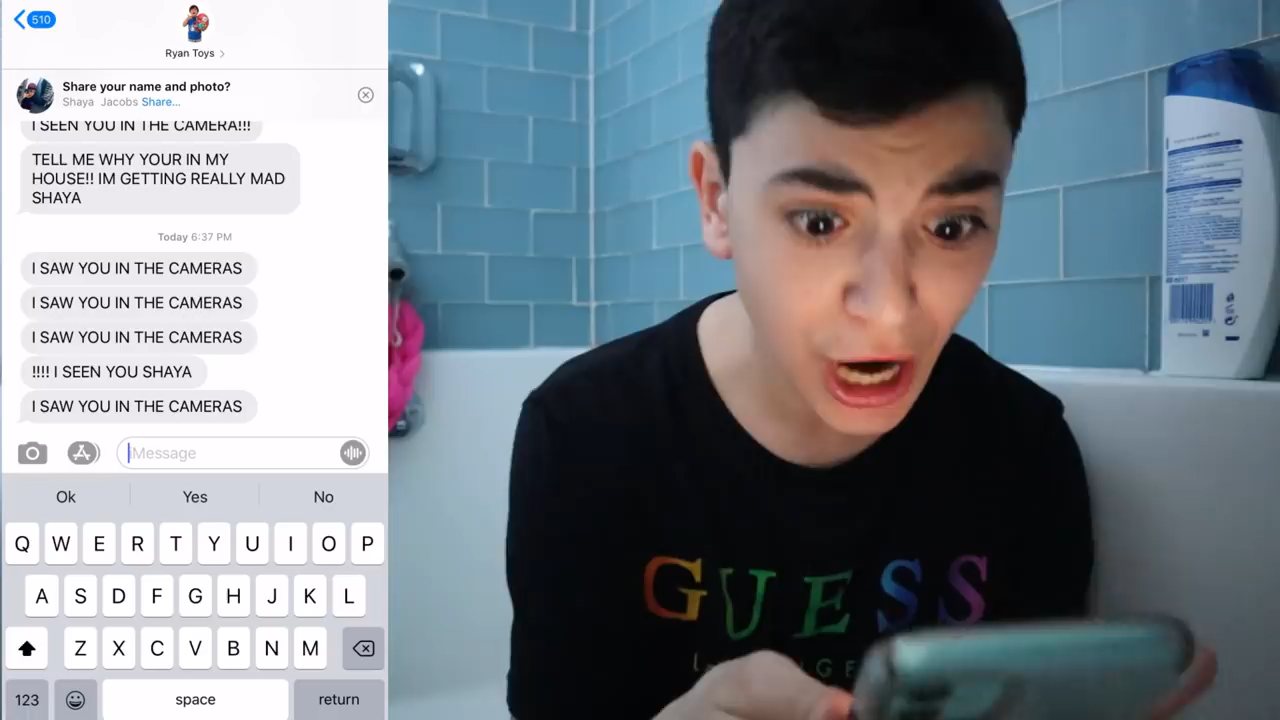 510
Ryan Toys
Share your name and photo?
Shaya Jacobs Share...
I SEEN YOU IN THE CAMERA!!!
TELL ME WHY YOUR IN MY
HOUSE!! IM GETTING REALLY MAD
SHAYA
Today 6:37 PM
I SAW YOU IN THE CAMERAS
I SAW YOU IN THE CAMERAS
I SAW YOU IN THE CAMERAS
!!!! I SEEN YOU SHAYA
I SAW YOU IN THE CAMERAS
Message
Ok Yes No
Q W E R T Y U I O P
A S D F G H J K L
Z X C V B N M
123 space return
GUESS